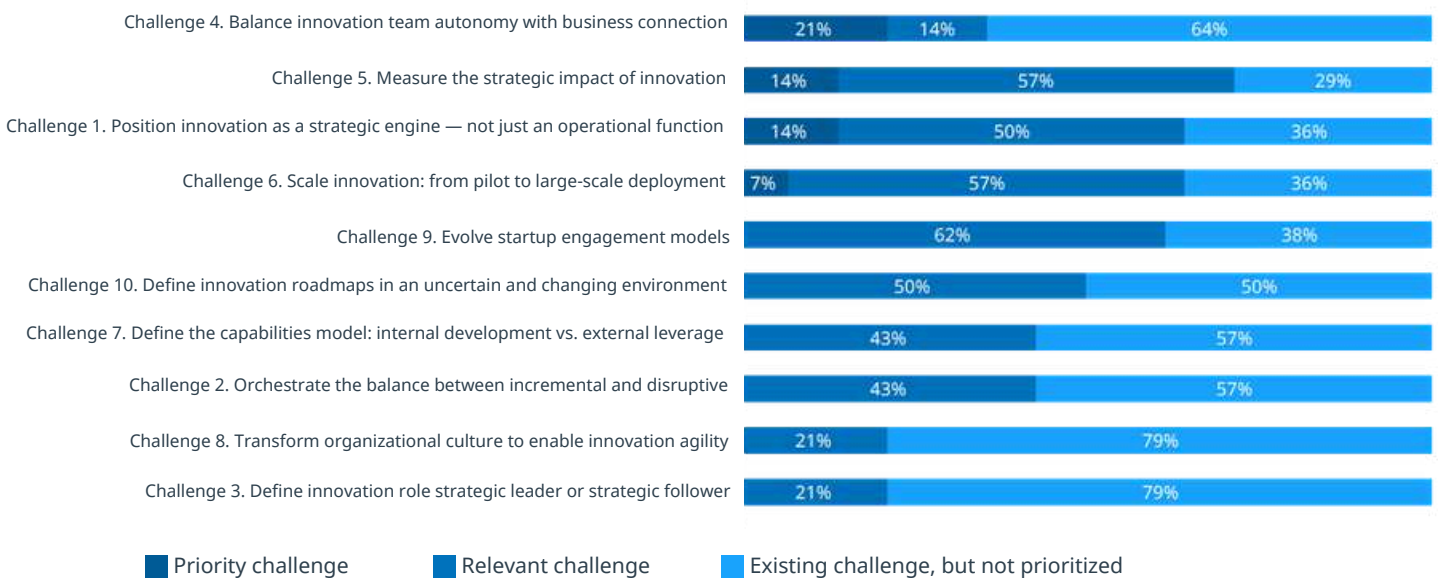 Challenge 4. Balance innovation team autonomy with business connection 21% 14% 64%
Challenge 5. Measure the strategic impact of innovation 14% 57% 29%
Challenge 1. Position innovation as a strategic engine — not just an operational function 14% 50% 36%
Challenge 6. Scale innovation: from pilot to large-scale deployment 7% 57% 36%
Challenge 9. Evolve startup engagement models 62% 38%
Challenge 10. Define innovation roadmaps in an uncertain and changing environment 50% 50%
Challenge 7. Define the capabilities model: internal development vs. external leverage 43% 57%
Challenge 2. Orchestrate the balance between incremental and disruptive 43% 57%
Challenge 8. Transform organizational culture to enable innovation agility 21% 79%
Challenge 3. Define innovation role strategic leader or strategic follower 21% 79%
Priority challenge Relevant challenge Existing challenge, but not prioritized